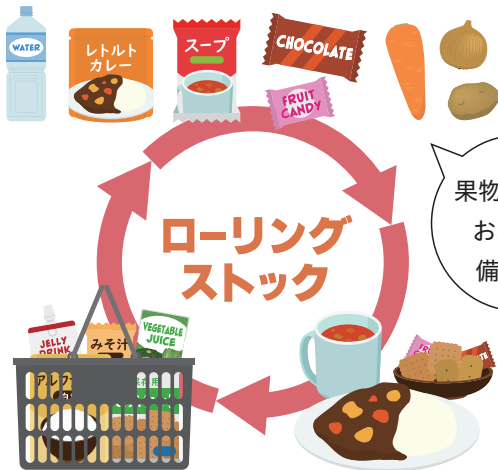 WATER
レトルト
カレー
スープ
CHOCOLATE
FRUIT
CANDY
果物
お
備
ローリング
ストック
JELLY
DRINK
みそ汁
VEGETABLE
JUICE